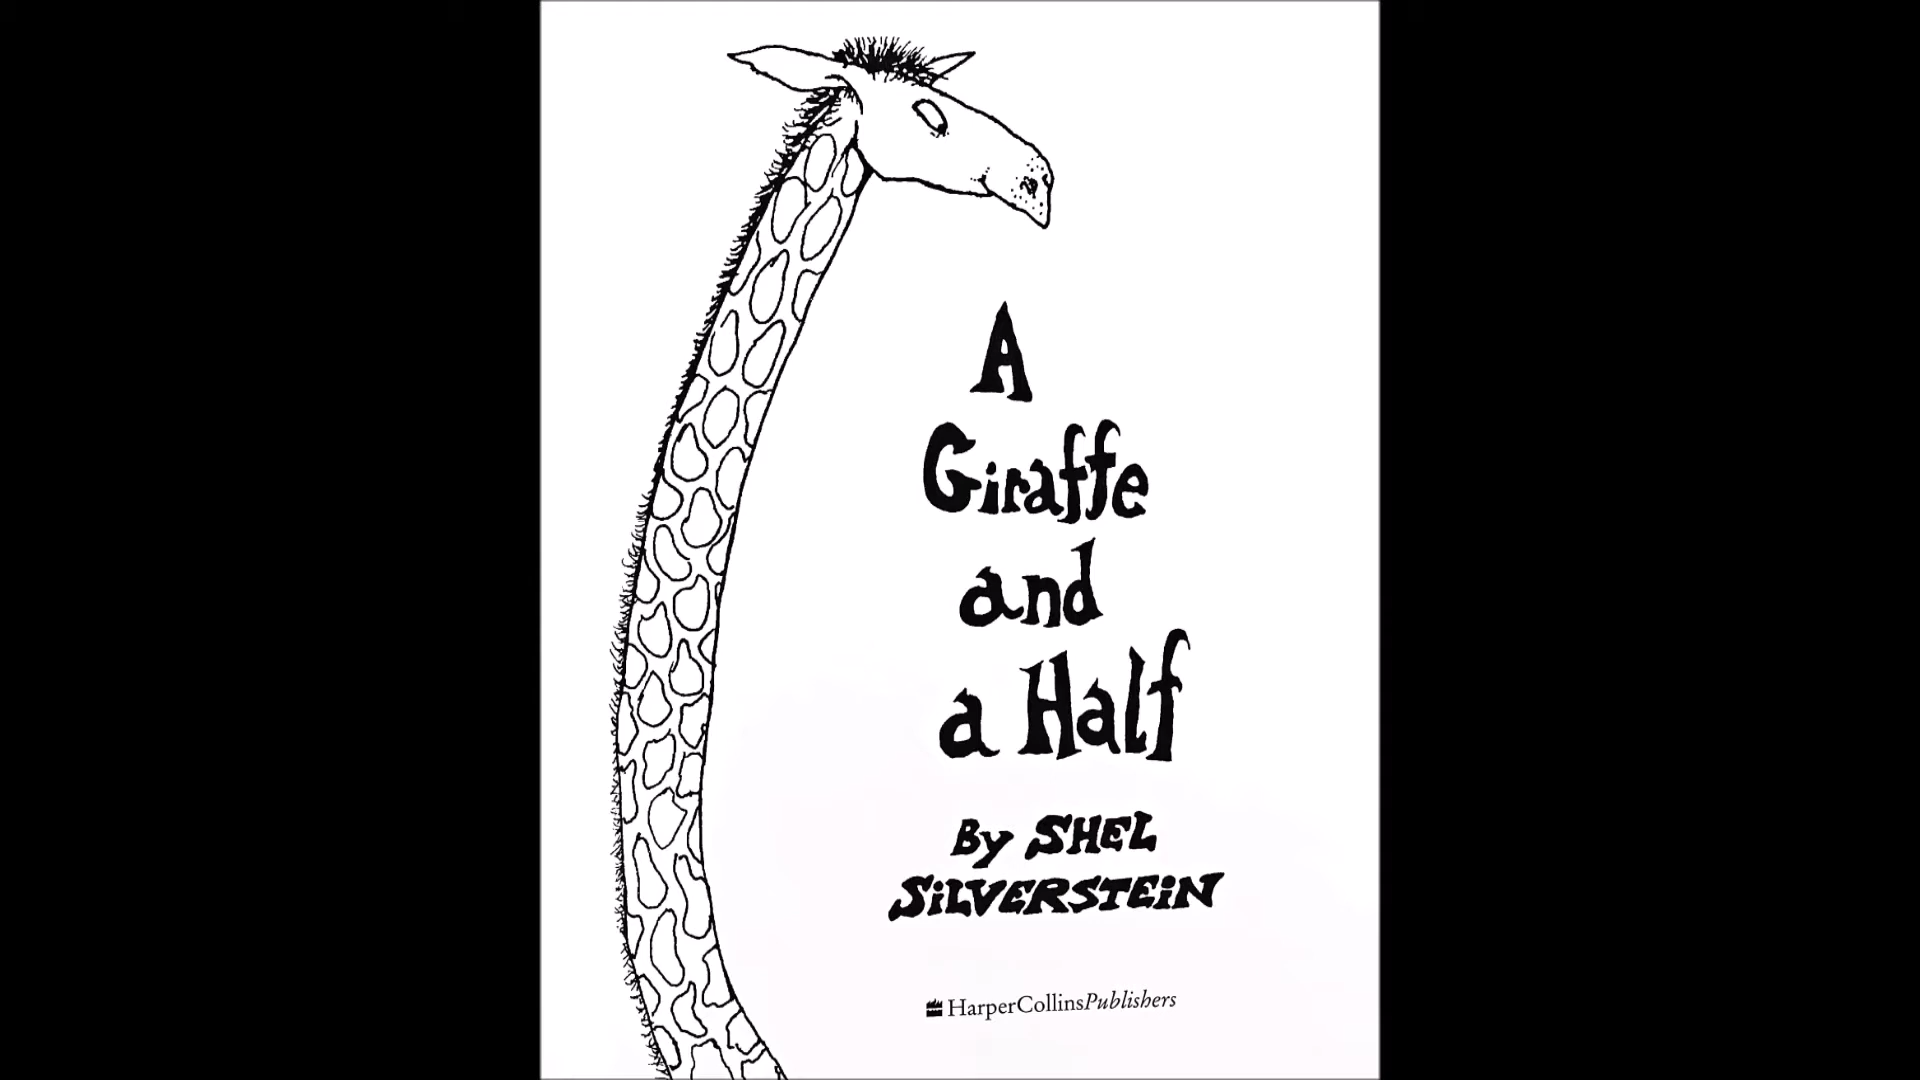 A
Giraffe
and
a Half
By SHEL
SiLVERSTEiN
HarperCollinsPublishers